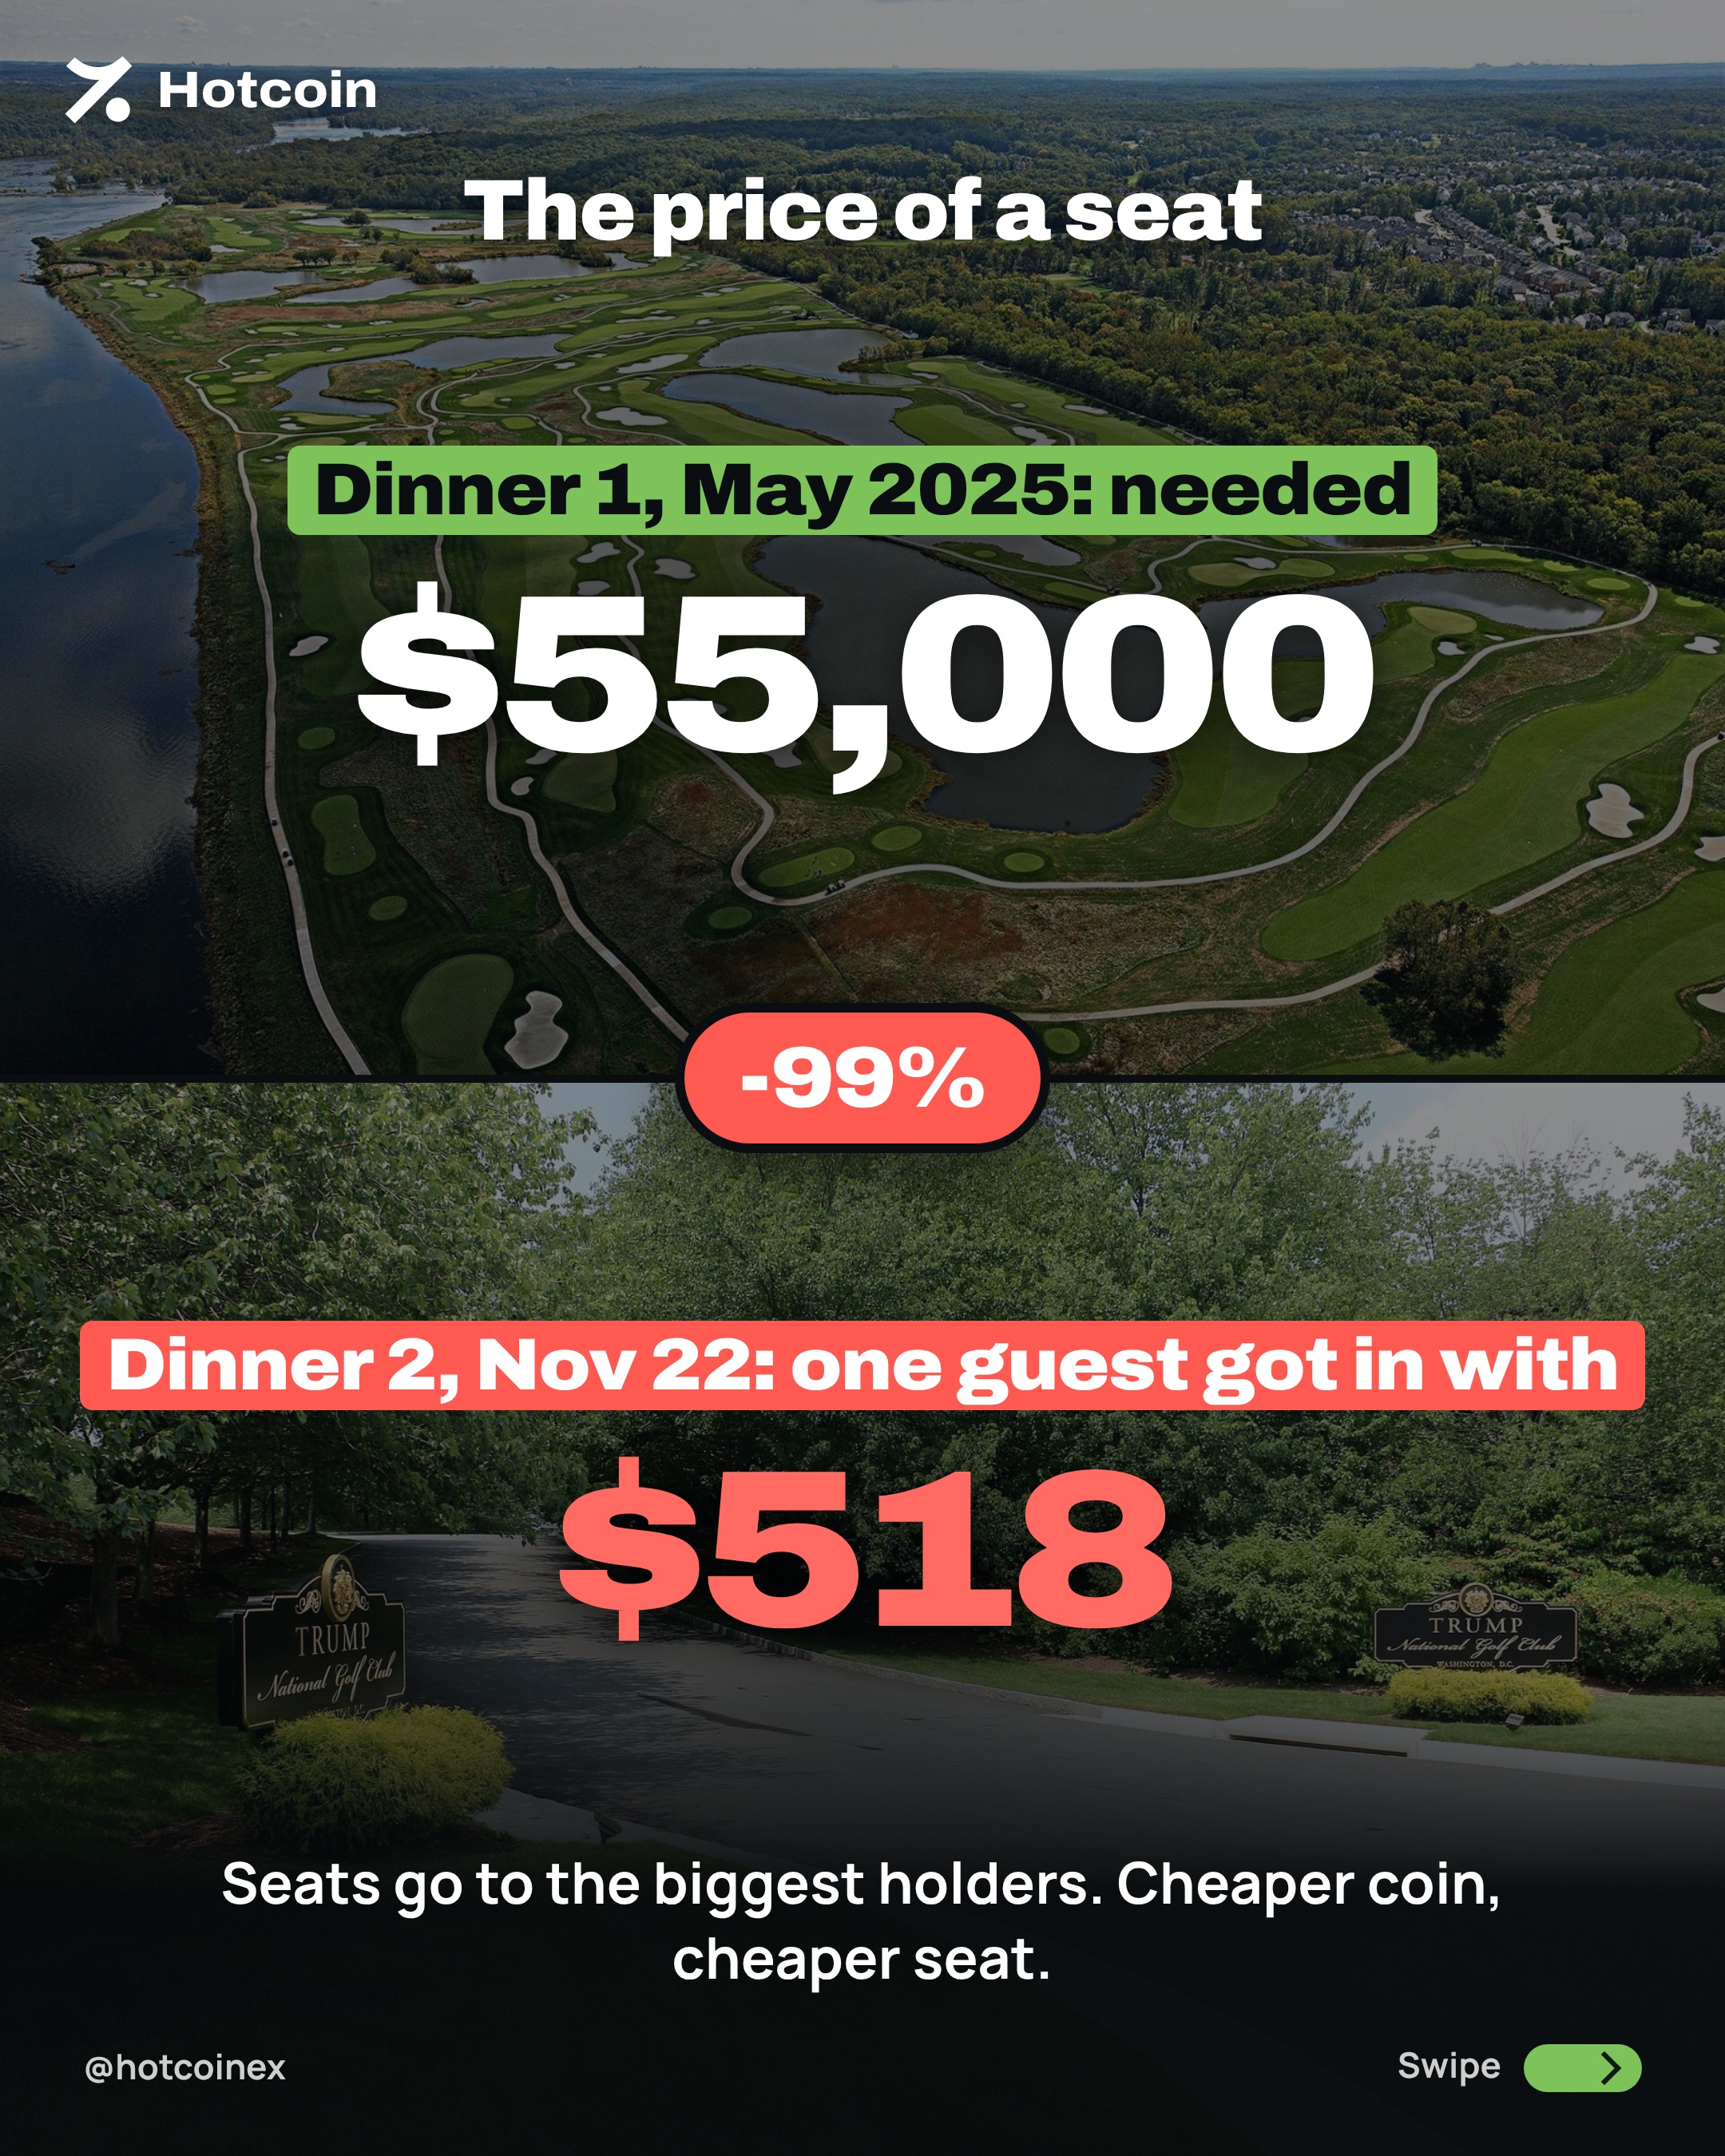 Hotcoin
The price of a seat
Dinner 1, May 2025: needed
$55,000
-99%
Dinner 2, Nov 22: one guest got in with
$518
TRUMP
National Golf Club
TRUMP
National Golf Club
WASHINGTON, D.C.
Seats go to the biggest holders. Cheaper coin,
cheaper seat.
@hotcoinex
Swipe